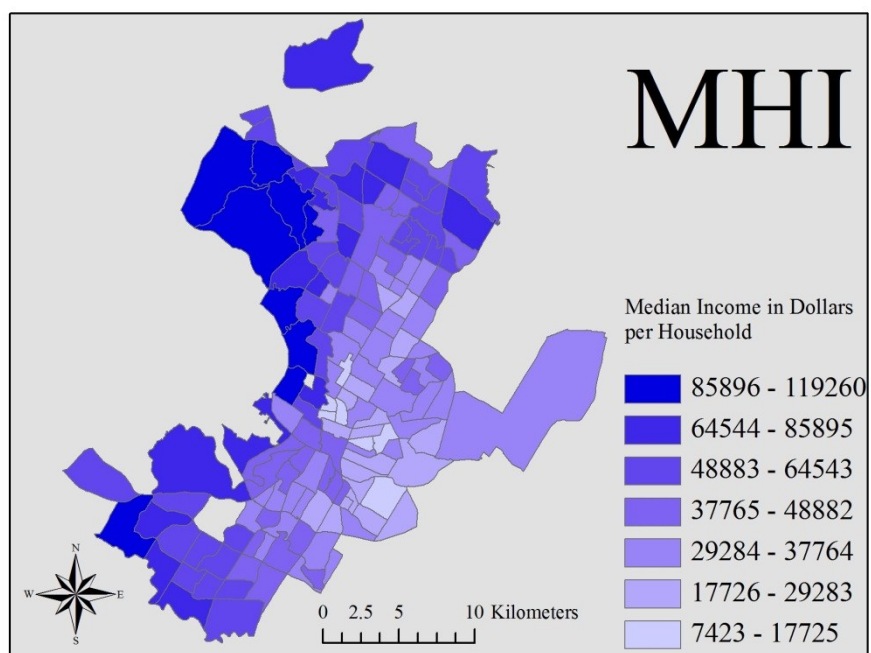 MHI
Median Income in Dollars
per Household
85896 - 119260
64544 - 85895
48883 - 64543
37765 - 48882
29284 - 37764
17726 - 29283
7423 - 17725
N
W E
S
0 2.5 5 10 Kilometers